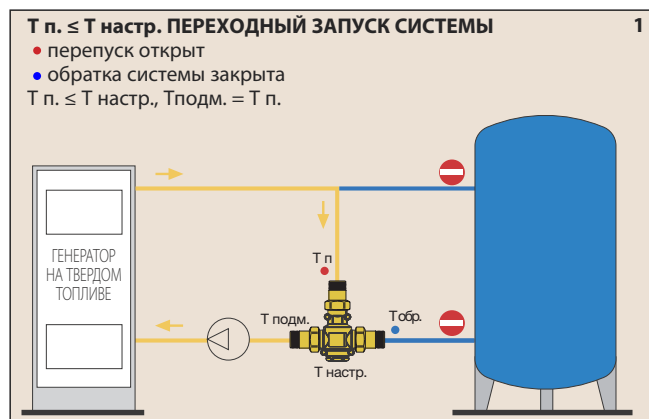 Т п. ≤ Т настр. ПЕРЕХОДНЫЙ ЗАПУСК СИСТЕМЫ 1
• перепуск открыт
• обратка системы закрыта
Т п. ≤ Т настр., Тподм. = Т п.
ГЕНЕРАТОР
НА ТВЕРДОМ
ТОПЛИВЕ
Т п
Т подм.
Тобр.
Т настр.